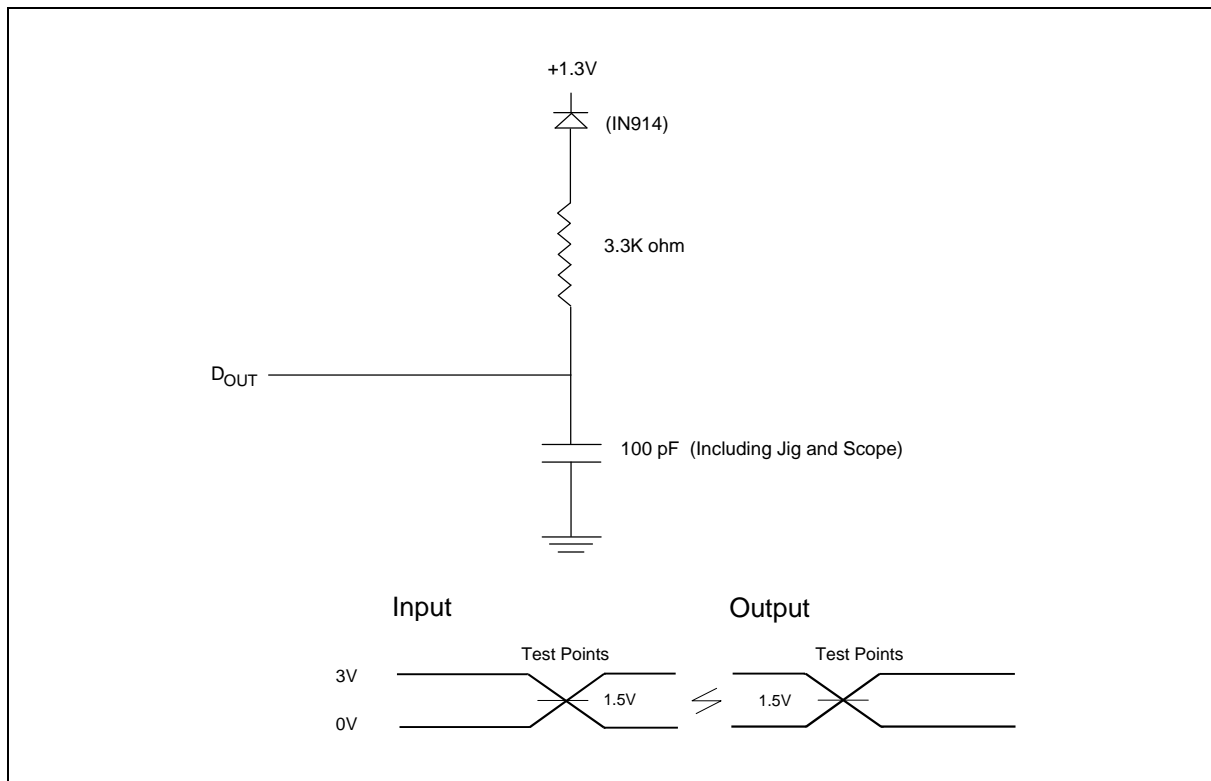 +1.3V
(IN914)
3.3K ohm
DOUT
100 pF (Including Jig and Scope)
Input Output
Test Points Test Points
3V
1.5V 1.5V
0V